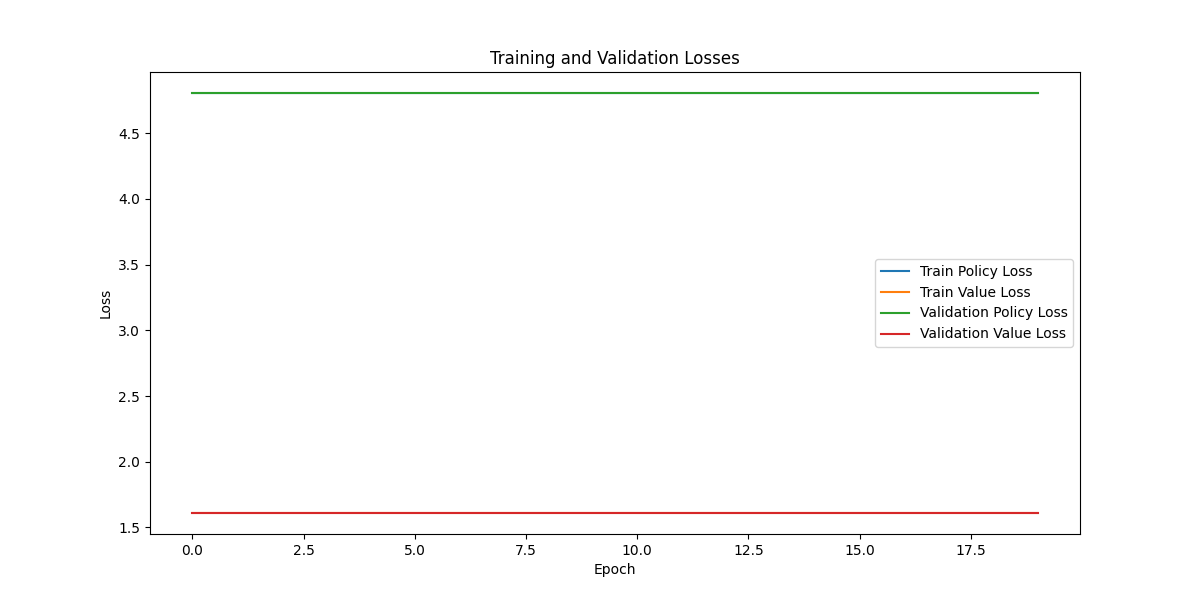 Training and Validation Losses
4.5
4.0
3.5
3.0
2.5
2.0
1.5
Loss
Train Policy Loss
Train Value Loss
Validation Policy Loss
Validation Value Loss
0.0 2.5 5.0 7.5 10.0 12.5 15.0 17.5
Epoch